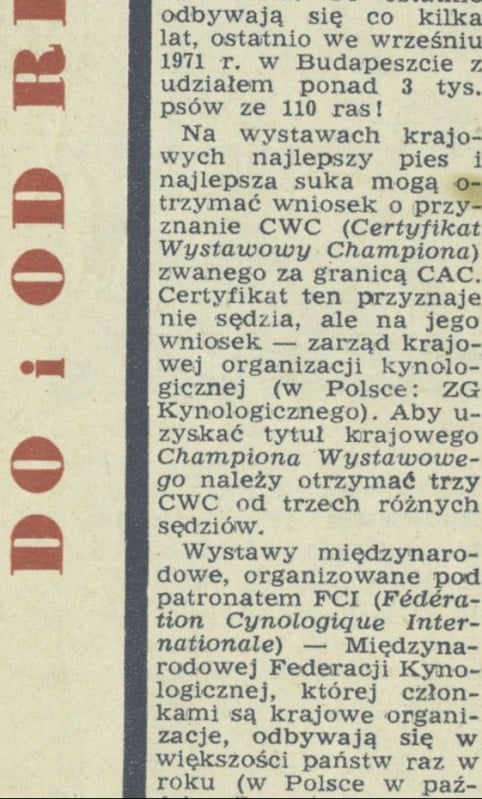 DO i OD R
odbywają się co kilka
lat, ostatnio we wrześniu
1971 r. w Budapeszcie z
udziałem ponad 3 tys.
psów ze 110 ras!
Na wystawach krajo-
wych najlepszy pies i
najlepsza suka mogą o-
trzymać wniosek o przy-
znanie CWC (Certyfikat
Wystawowy Championa)
zwanego za granicą CAC.
Certyfikat ten przyznaje
nie sędzia, ale na jego
wniosek — zarząd krajo-
wej organizacji kynolo-
gicznej (w Polsce: ZG
Kynologicznego). Aby u-
zyskać tytuł krajowego
Championa Wystawowe-
go należy otrzymać trzy
CWC od trzech różnych
sędziów.
Wystawy międzynaro-
dowe, organizowane pod
patronatem FCI (Fédéra-
tion Cynologique Inter-
nationale) — Międzyna-
rodowej Federacji Kyno-
logicznej, której człon-
kami są krajowe organi-
zacje, odbywają się w
większości państw raz w
roku (w Polsce w paź-